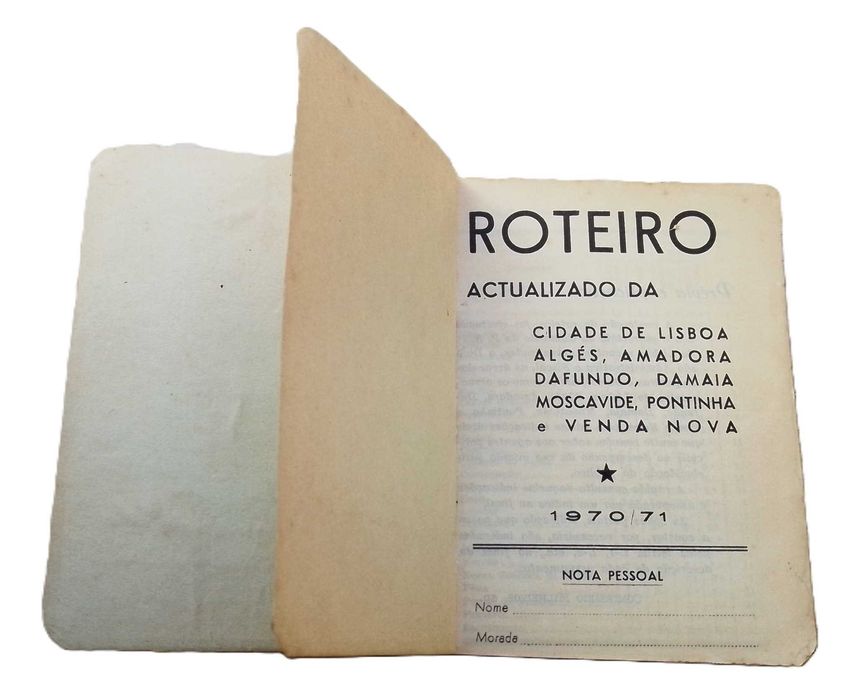 ROTEIRO
ACTUALIZADO DA
CIDADE DE LISBOA
ALGÉS, AMADORA
DAFUNDO, DAMAIA
MOSCAVIDE, PONTINHA
e VENDA NOVA
★
1970/71
NOTA PESSOAL
Nome
Morada